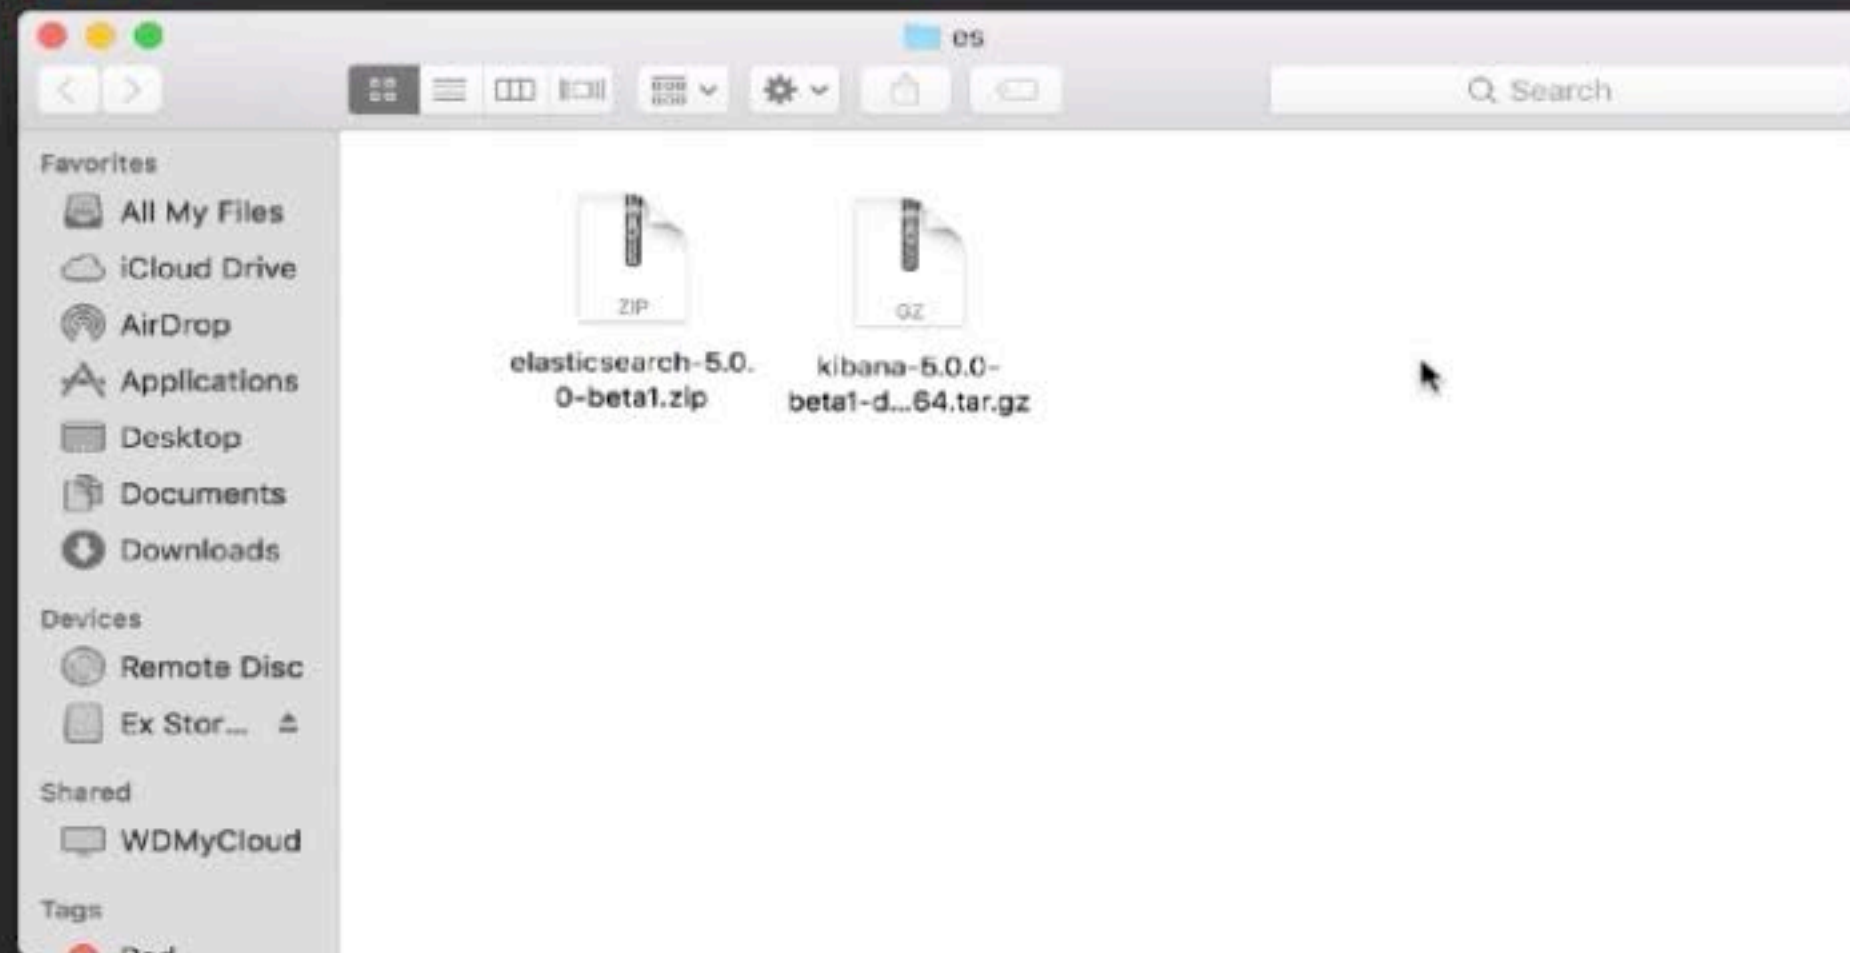 es
Search
Favorites
All My Files
iCloud Drive
AirDrop
Applications
Desktop
Documents
Downloads
Devices
Remote Disc
Ex Stor...
Shared
WDMyCloud
Tags
Red
ZIP
elasticsearch-5.0.
0-beta1.zip
GZ
kibana-5.0.0-
beta1-d...64.tar.gz